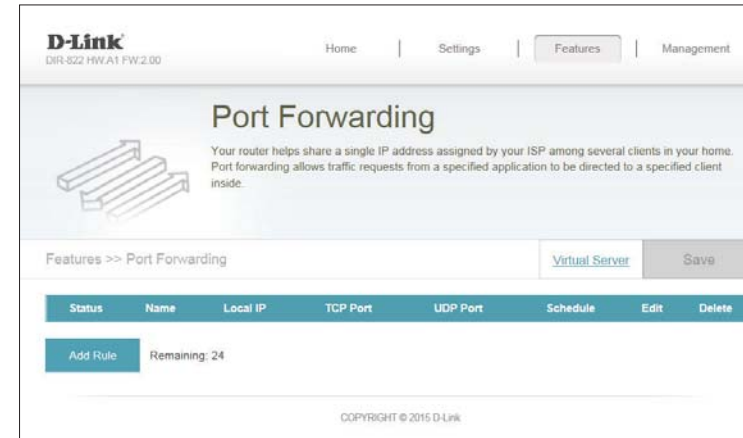 D-Link
DIR-822 HW:A1 FW:2.00
Home | Settings | Features | Management
Port Forwarding
Your router helps share a single IP address assigned by your ISP among several clients in your home.
Port forwarding allows traffic requests from a specified application to be directed to a specified client
inside.
Features >> Port Forwarding
Virtual Server
Save
Status Name Local IP TCP Port UDP Port Schedule Edit Delete
Add Rule
Remaining: 24
COPYRIGHT © 2015 D-Link